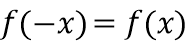 f(−x) = f(x)